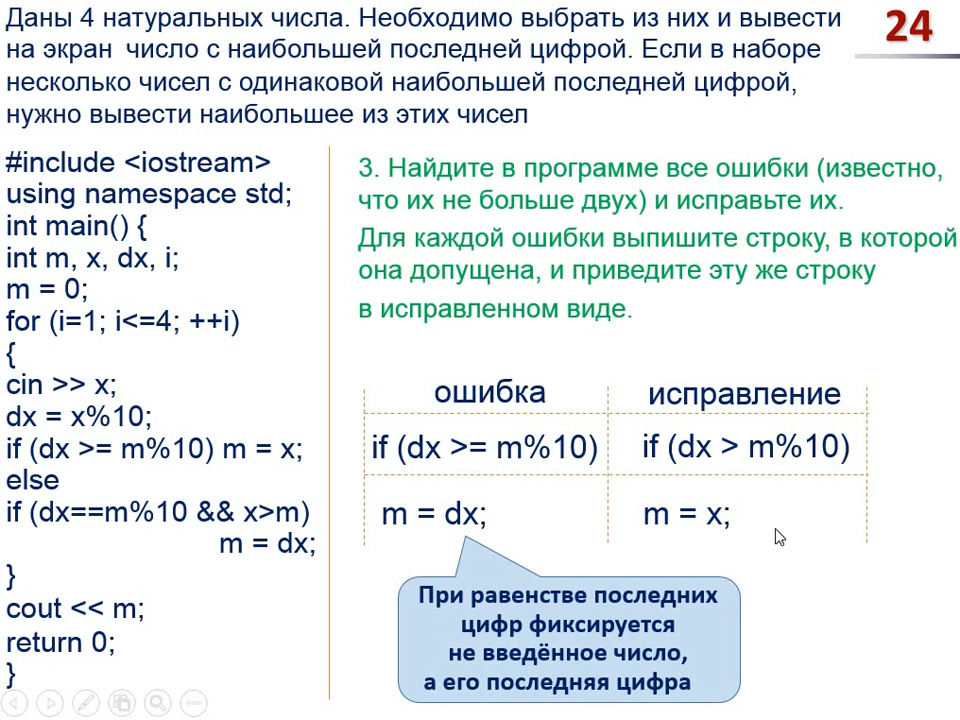 Даны 4 натуральных числа. Необходимо выбрать из них и вывести
на экран число с наибольшей последней цифрой. Если в наборе
несколько чисел с одинаковой наибольшей последней цифрой,
нужно вывести наибольшее из этих чисел
24
#include <iostream>
using namespace std;
int main() {
int m, x, dx, i;
m = 0;
for (i=1; i<=4; ++i)
{
cin >> x;
dx = x%10;
if (dx >= m%10) m = x;
else
if (dx==m%10 && x>m)
m = dx;
}
cout << m;
return 0;
}
3. Найдите в программе все ошибки (известно,
что их не больше двух) и исправьте их.
Для каждой ошибки выпишите строку, в которой
она допущена, и приведите эту же строку
в исправленном виде.
ошибка исправление
if (dx >= m%10) if (dx > m%10)
m = dx; m = x;
При равенстве последних
цифр фиксируется
не введённое число,
а его последняя цифра